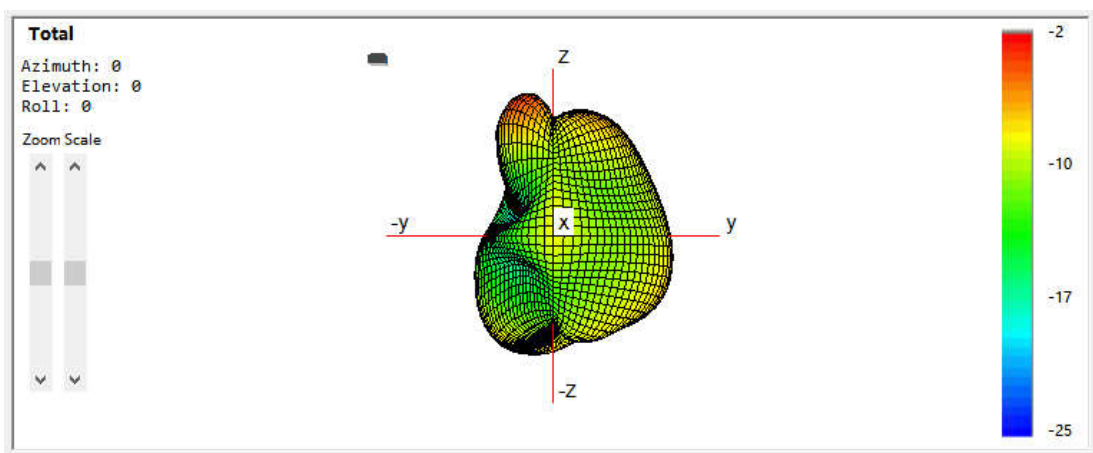 Total
Azimuth: 0
Elevation: 0
Roll: 0
Zoom Scale
Z
-y
x
y
-Z
-2
-10
-17
-25